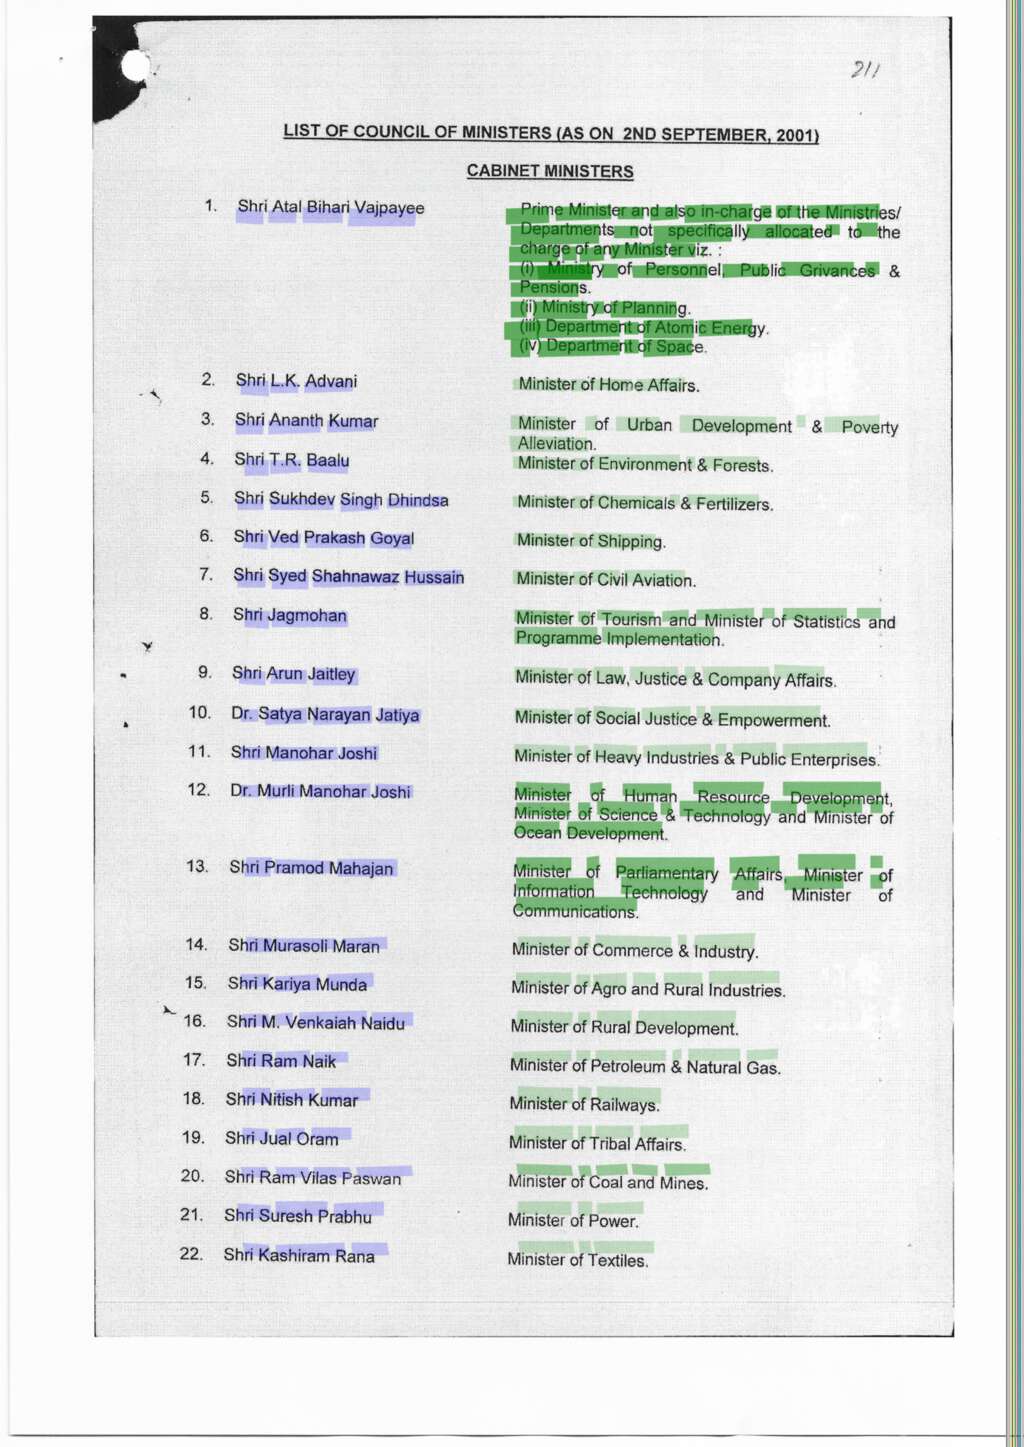 211
LIST OF COUNCIL OF MINISTERS (AS ON 2ND SEPTEMBER, 2001)
CABINET MINISTERS
1. Shri Atal Bihari Vajpayee Prime Minister and also in-charge of the Ministries/
Departments not specifically allocated to the
charge of any Minister viz. :
(i) Ministry of Personnel, Public Grivances &
Pensions.
(ii) Ministry of Planning.
(iii) Department of Atomic Energy.
(iv) Department of Space.
2. Shri L.K. Advani Minister of Home Affairs.
3. Shri Ananth Kumar Minister of Urban Development & Poverty
Alleviation.
4. Shri T.R. Baalu Minister of Environment & Forests.
5. Shri Sukhdev Singh Dhindsa Minister of Chemicals & Fertilizers.
6. Shri Ved Prakash Goyal Minister of Shipping.
7. Shri Syed Shahnawaz Hussain Minister of Civil Aviation.
8. Shri Jagmohan Minister of Tourism and Minister of Statistics and
Programme Implementation.
9. Shri Arun Jaitley Minister of Law, Justice & Company Affairs.
10. Dr. Satya Narayan Jatiya Minister of Social Justice & Empowerment.
11. Shri Manohar Joshi Minister of Heavy Industries & Public Enterprises.
12. Dr. Murli Manohar Joshi Minister of Human Resource Development,
Minister of Science & Technology and Minister of
Ocean Development.
13. Shri Pramod Mahajan Minister of Parliamentary Affairs, Minister of
Information Technology and Minister of
Communications.
14. Shri Murasoli Maran Minister of Commerce & Industry.
15. Shri Kariya Munda Minister of Agro and Rural Industries.
16. Shri M. Venkaiah Naidu Minister of Rural Development.
17. Shri Ram Naik Minister of Petroleum & Natural Gas.
18. Shri Nitish Kumar Minister of Railways.
19. Shri Jual Oram Minister of Tribal Affairs.
20. Shri Ram Vilas Paswan Minister of Coal and Mines.
21. Shri Suresh Prabhu Minister of Power.
22. Shri Kashiram Rana Minister of Textiles.